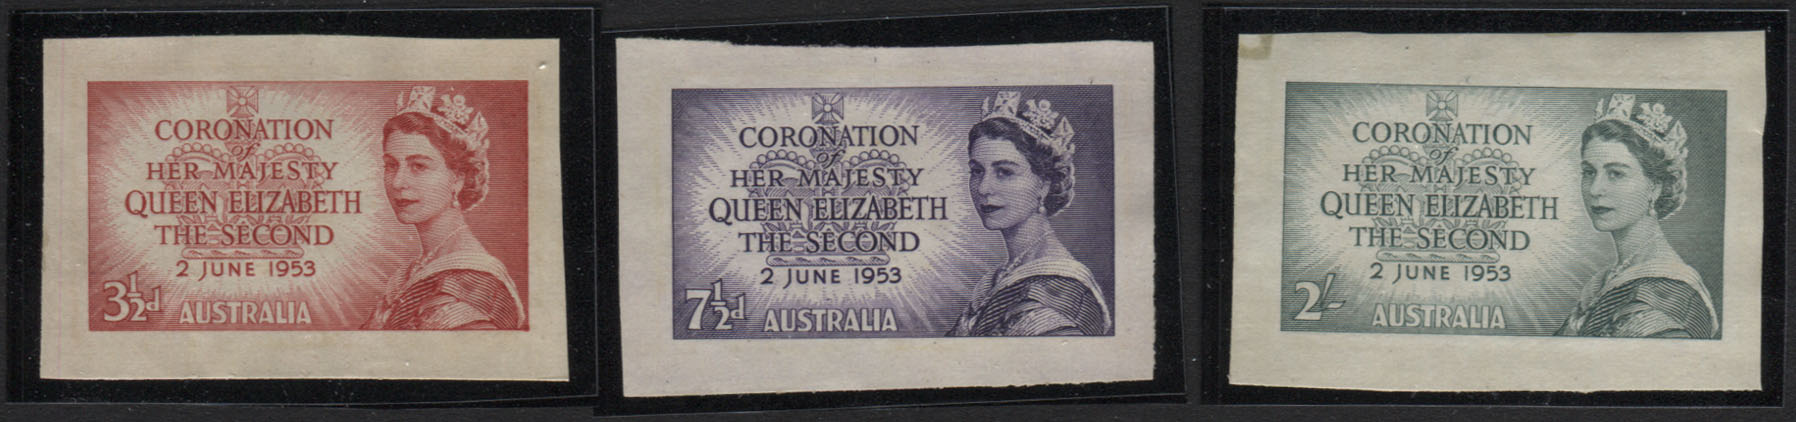 CORONATION
of
HER MAJESTY
QUEEN ELIZABETH
THE SECOND
2 JUNE 1953
3½d AUSTRALIA
CORONATION
of
HER MAJESTY
QUEEN ELIZABETH
THE SECOND
2 JUNE 1953
7½d AUSTRALIA
CORONATION
of
HER MAJESTY
QUEEN ELIZABETH
THE SECOND
2 JUNE 1953
2/- AUSTRALIA